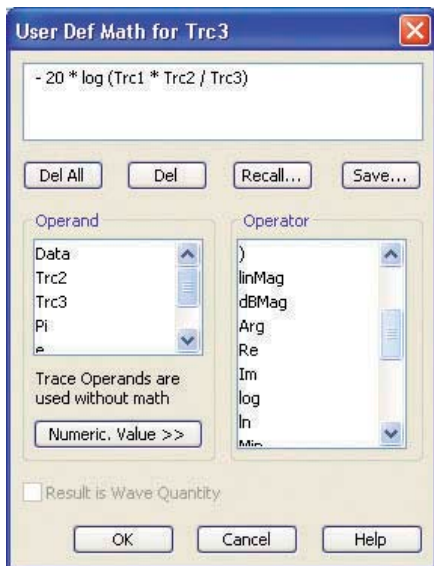 User Def Math for Trc3
- 20 * log (Trc1 * Trc2 / Trc3)
Del All
Del
Recall...
Save...
Operand
Data
Trc2
Trc3
Pi
e
Trace Operands are
used without math
Numeric. Value >>
Operator
)
linMag
dBMag
Arg
Re
Im
log
ln
Min
Result is Wave Quantity
OK
Cancel
Help